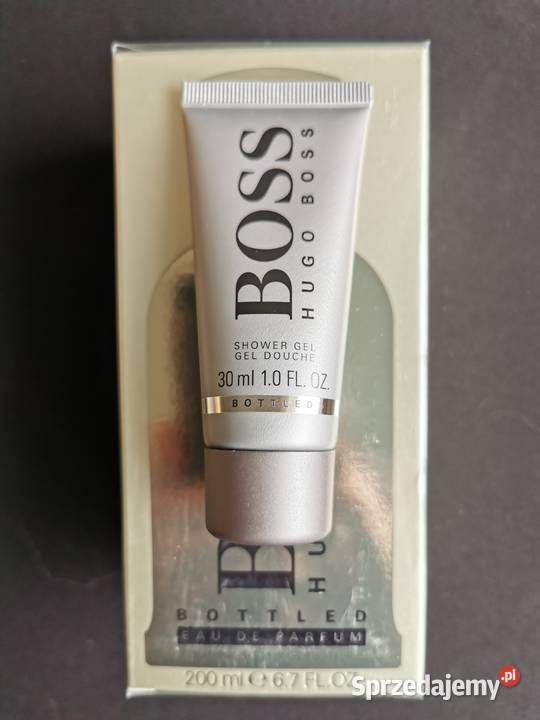 BOSS
HUGO BOSS
SHOWER GEL
GEL DOUCHE
30 ml 1.0 FL. OZ.
BOTTLED
B
HU
BOTTLED
EAU DE PARFUM
200 ml e 6.7 FL.OZ.
Sprzedajemy.pl